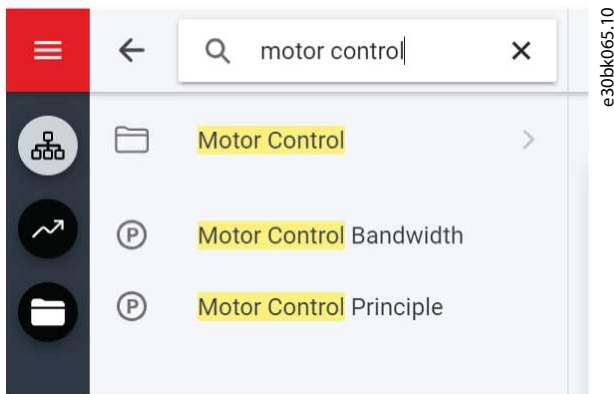 motor control
Motor Control
P Motor Control Bandwidth
P Motor Control Principle
e30bk065.10